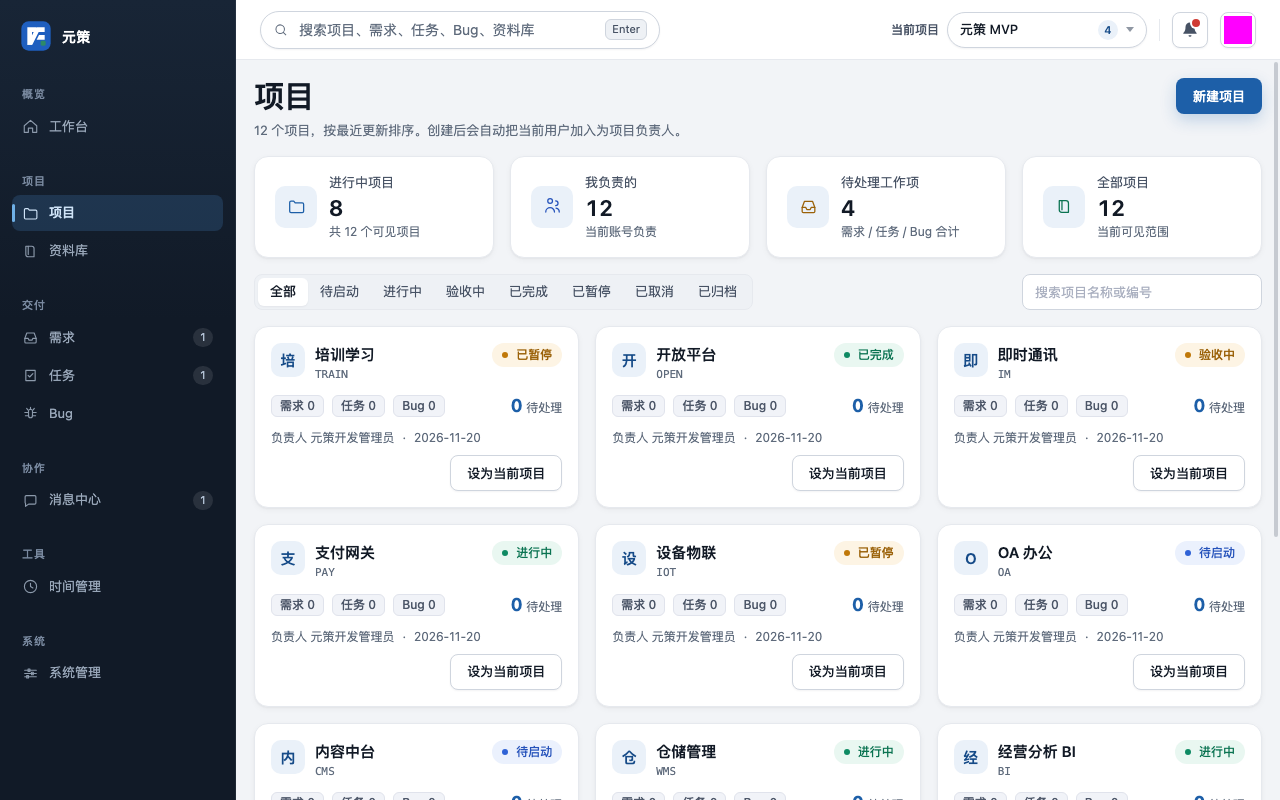 元策
概览
工作台
项目
项目
资料库
交付
需求 1
任务 1
Bug
协作
消息中心 1
工具
时间管理
系统
系统管理
搜索项目、需求、任务、Bug、资料库 Enter
当前项目 元策 MVP 4
项目
新建项目
12 个项目，按最近更新排序。创建后会自动把当前用户加入为项目负责人。
进行中项目
8
共 12 个可见项目
我负责的
12
当前账号负责
待处理工作项
4
需求 / 任务 / Bug 合计
全部项目
12
当前可见范围
全部 待启动 进行中 验收中 已完成 已暂停 已取消 已归档
搜索项目名称或编号
培 培训学习 已暂停
TRAIN
需求 0 任务 0 Bug 0 0 待处理
负责人 元策开发管理员 · 2026-11-20
设为当前项目
开 开放平台 已完成
OPEN
需求 0 任务 0 Bug 0 0 待处理
负责人 元策开发管理员 · 2026-11-20
设为当前项目
即 即时通讯 验收中
IM
需求 0 任务 0 Bug 0 0 待处理
负责人 元策开发管理员 · 2026-11-20
设为当前项目
支 支付网关 进行中
PAY
需求 0 任务 0 Bug 0 0 待处理
负责人 元策开发管理员 · 2026-11-20
设为当前项目
设 设备物联 已暂停
IOT
需求 0 任务 0 Bug 0 0 待处理
负责人 元策开发管理员 · 2026-11-20
设为当前项目
O OA 办公 待启动
OA
需求 0 任务 0 Bug 0 0 待处理
负责人 元策开发管理员 · 2026-11-20
设为当前项目
内 内容中台 待启动
CMS
仓 仓储管理 进行中
WMS
经 经营分析 BI 进行中
BI